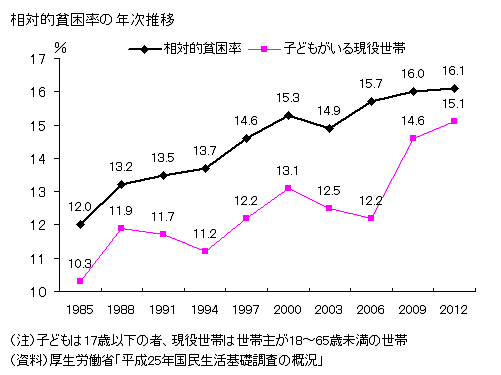 相対的貧困率の年次推移
%
相対的貧困率 子どもがいる現役世帯
17
16
15
14
13
12
11
10
12.0 13.2 13.5 13.7 14.6 15.3 14.9 15.7 16.0 16.1
10.3 11.9 11.7 11.2 12.2 13.1 12.5 12.2 14.6 15.1
1985 1988 1991 1994 1997 2000 2003 2006 2009 2012
(注)子どもは17歳以下の者、現役世帯は世帯主が18～65歳未満の世帯
(資料)厚生労働省「平成25年国民生活基礎調査の概況」